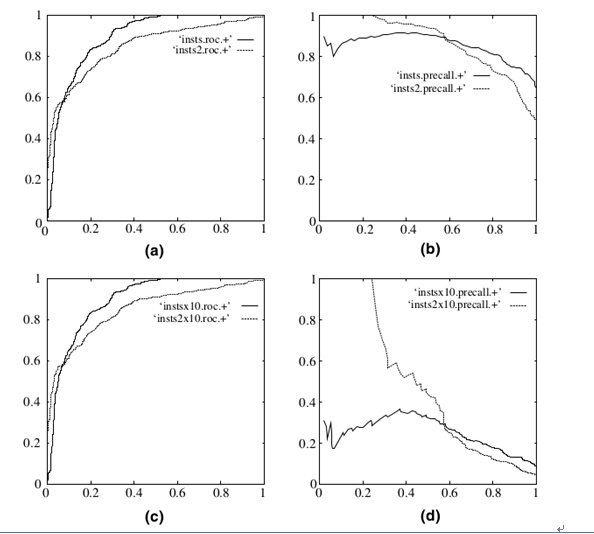 1
0.8
0.6
0.4
0.2
0
0 0.2 0.4 0.6 0.8 1
'insts.roc.+'
'insts2.roc.+'
(a)
1
0.8
0.6
0.4
0.2
0
0 0.2 0.4 0.6 0.8 1
'insts.precall.+'
'insts2.precall.+'
(b)
1
0.8
0.6
0.4
0.2
0
0 0.2 0.4 0.6 0.8 1
'instsx10.roc.+'
'insts2x10.roc.+'
(c)
1
0.8
0.6
0.4
0.2
0
0 0.2 0.4 0.6 0.8 1
'instsx10.precall.+'
'insts2x10.precall.+'
(d)